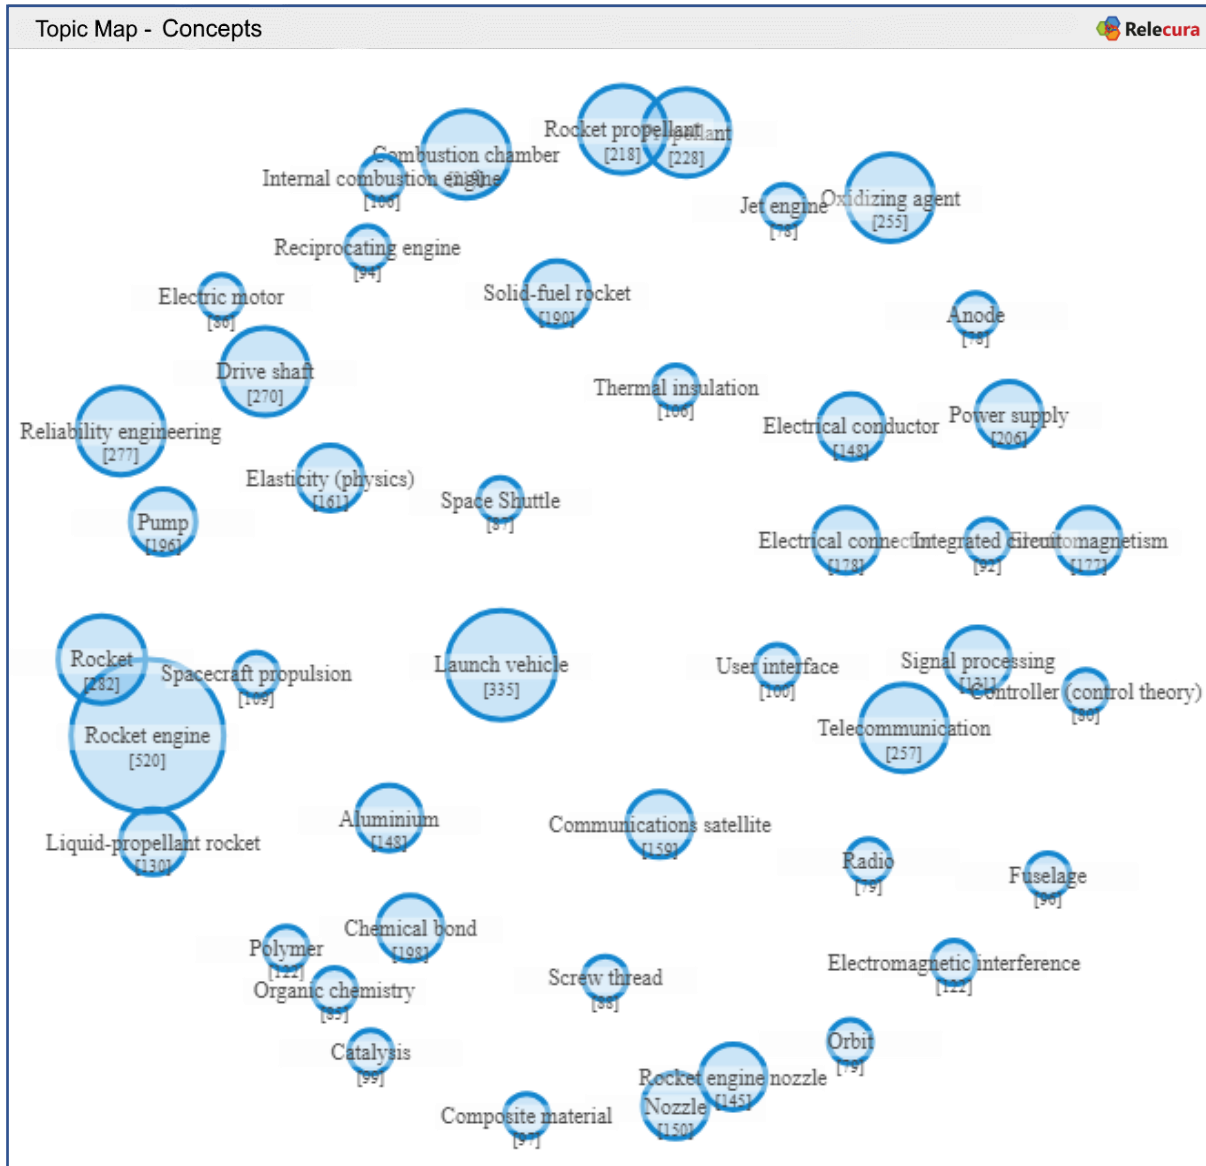 Topic Map - Concepts
Relecura
Rocket propellant
[218]
[228]
Combustion chamber
Internal combustion engine
[106]
Jet engine
[78]
Oxidizing agent
[255]
Reciprocating engine
[94]
Solid-fuel rocket
[190]
Electric motor
[86]
Anode
Drive shaft
[270]
Thermal insulation
[106]
Reliability engineering
[277]
Electrical conductor
[148]
Power supply
[206]
Elasticity (physics)
[161]
Space Shuttle
[87]
Pump
[196]
Electrical
[178]
Integrated circuit
[92]
[177]
Rocket
[282]
Spacecraft propulsion
[109]
Launch vehicle
[335]
User interface
[100]
Signal processing
Controller (control theory)
[80]
Rocket engine
[520]
Telecommunication
[257]
Liquid-propellant rocket
[130]
Aluminium
[148]
Communications satellite
[159]
Radio
[79]
Fuselage
[96]
Chemical bond
[198]
Polymer
[122]
Organic chemistry
[85]
Screw thread
[88]
Electromagnetic interference
[122]
Catalysis
[99]
Orbit
[79]
Rocket engine nozzle
[145]
Nozzle
[150]
Composite material
[97]